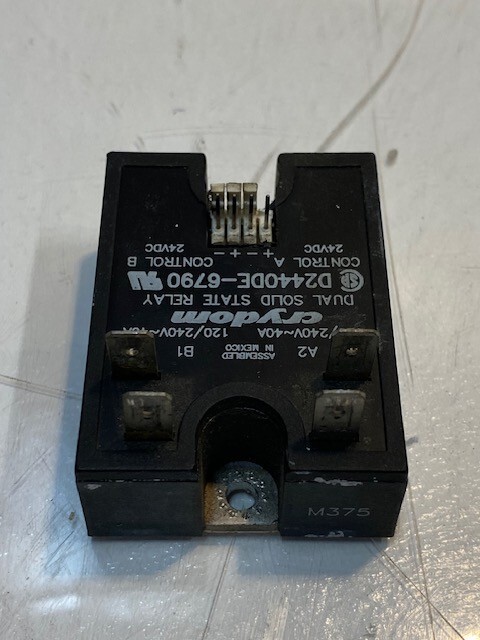 ASSEMBLED
IN MEXICO
A2
B1
/240V~40A 120/240V~40A
crydom
DUAL SOLID STATE RELAY
D2440DE-6790
CONTROL A
24VDC
CONTROL B
24VDC
- + - +
M375